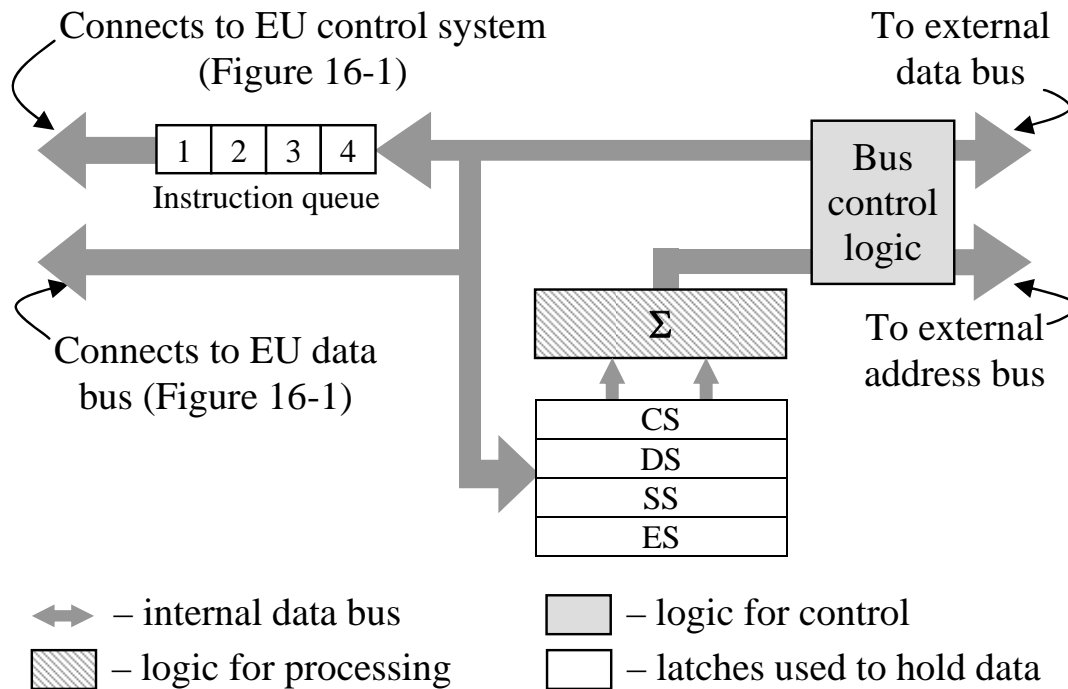 Connects to EU control system
(Figure 16-1)
To external
data bus
1 2 3 4
Instruction queue
Bus
control
logic
Σ
Connects to EU data
bus (Figure 16-1)
To external
address bus
CS
DS
SS
ES
– internal data bus
– logic for control
– logic for processing
– latches used to hold data